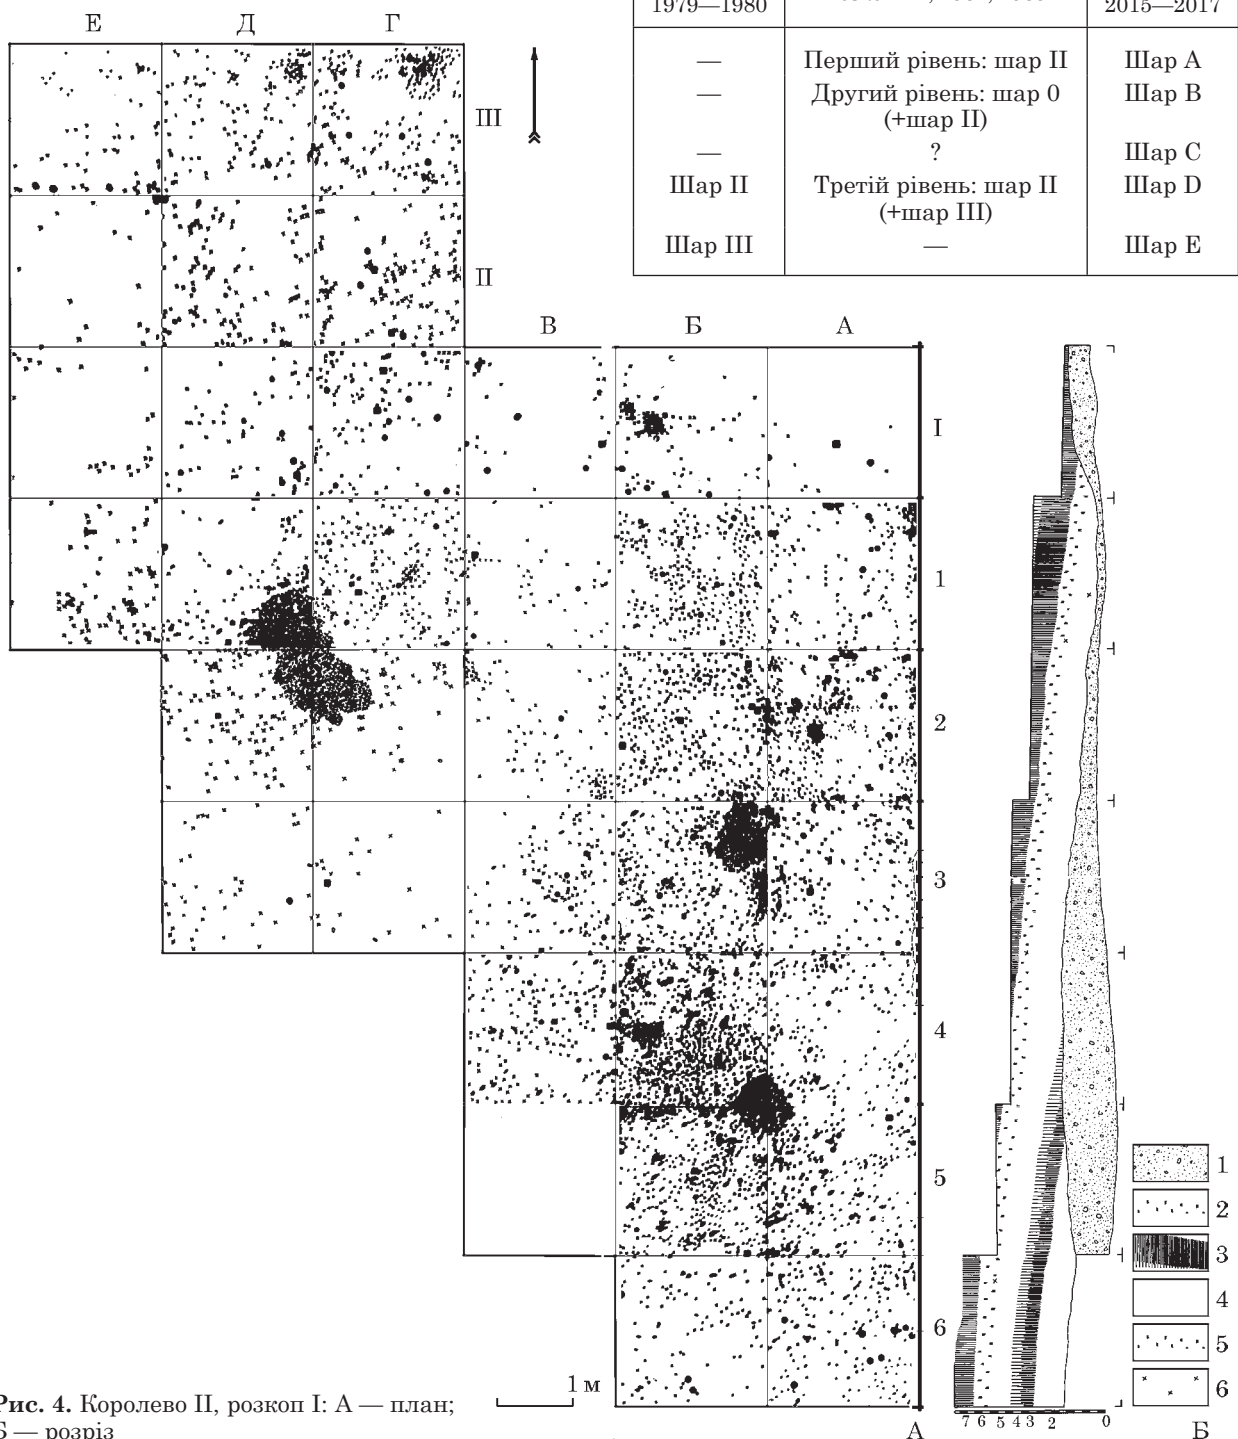 1979—1980
2015—2017
— Перший рівень: шар II Шар A
— Другий рівень: шар 0 Шар B
(+шар II)
— ? Шар C
Шар II Третій рівень: шар II Шар D
(+шар III)
Шар III — Шар E
Е Д Г
III
II
В Б А
I
1
2
3
4
5
6
1
2
3
4
5
6
7 6 5 4 3 2 0
А
Б
1 м
Рис. 4. Королево II, розкоп I: А — план;
Б — розріз